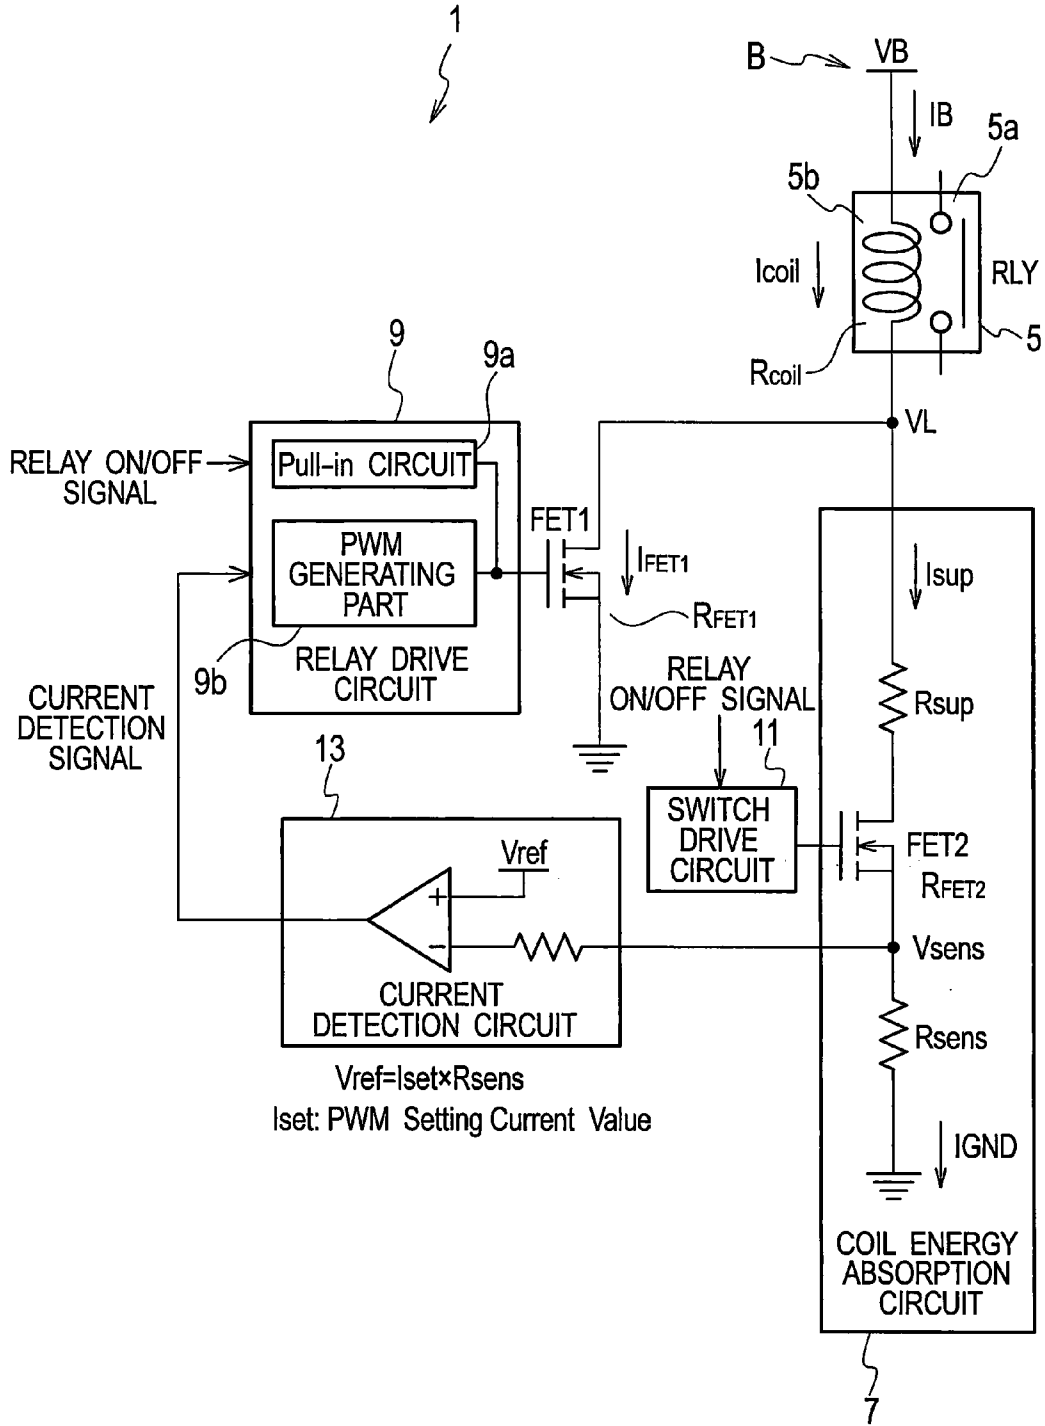 1
B
VB
IB
5a
5b
Icoil
RLY
5
Rcoil
VL
9
9a
RELAY ON/OFF
SIGNAL
Pull-in CIRCUIT
FET1
PWM
GENERATING
PART
IFET1
RFET1
Isup
9b
RELAY DRIVE
CIRCUIT
RELAY
ON/OFF SIGNAL
Rsup
CURRENT
DETECTION
SIGNAL
13
11
SWITCH
DRIVE
CIRCUIT
Vref
+
−
FET2
RFET2
Vsens
CURRENT
DETECTION CIRCUIT
Rsens
Vref=Iset×Rsens
Iset: PWM Setting Current Value
IGND
COIL ENERGY
ABSORPTION
CIRCUIT
7